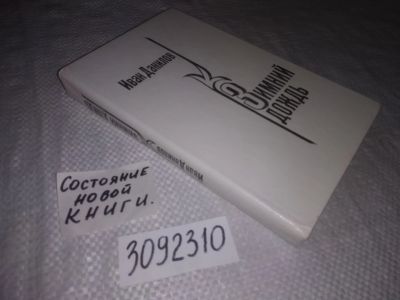 Иван Данилов
Зимний
дождь
Состояние
новой
книги.
3092310